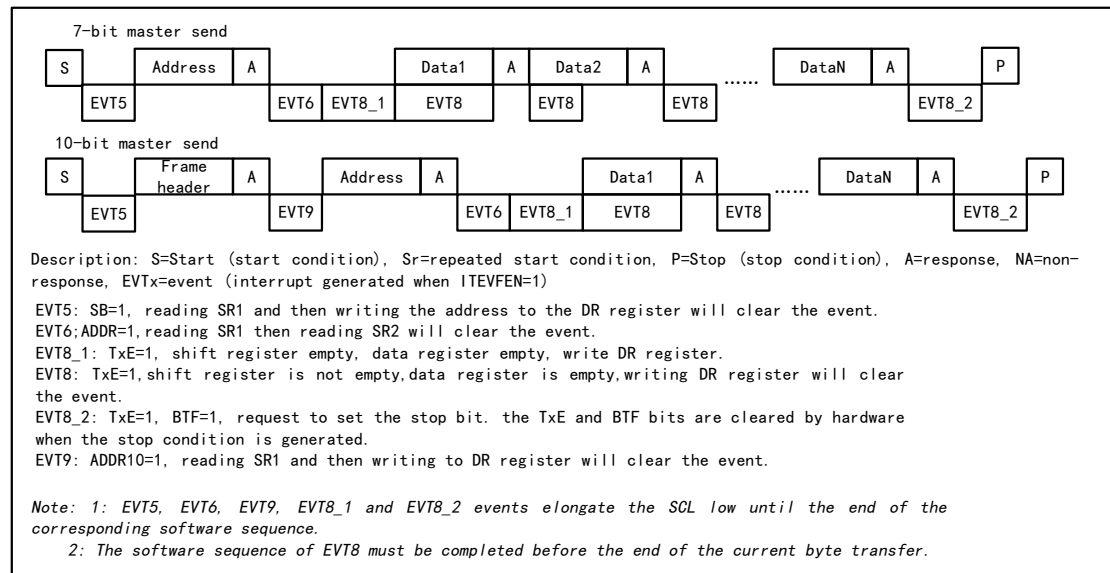 7-bit master send
S Address A Data1 A Data2 A ...... DataN A P
EVT5 EVT6 EVT8_1 EVT8 EVT8 EVT8 EVT8_2
10-bit master send
S Frame header A Address A Data1 A ...... DataN A P
EVT5 EVT9 EVT6 EVT8_1 EVT8 EVT8 EVT8_2
Description: S=Start (start condition), Sr=repeated start condition, P=Stop (stop condition), A=response, NA=non-
response, EVTx=event (interrupt generated when ITEVFEN=1)
EVT5: SB=1, reading SR1 and then writing the address to the DR register will clear the event.
EVT6;ADDR=1,reading SR1 then reading SR2 will clear the event.
EVT8_1: TxE=1, shift register empty, data register empty, write DR register.
EVT8: TxE=1,shift register is not empty,data register is empty,writing DR register will clear
the event.
EVT8_2: TxE=1, BTF=1, request to set the stop bit. the TxE and BTF bits are cleared by hardware
when the stop condition is generated.
EVT9: ADDR10=1, reading SR1 and then writing to DR register will clear the event.
Note: 1: EVT5, EVT6, EVT9, EVT8_1 and EVT8_2 events elongate the SCL low until the end of the
corresponding software sequence.
2: The software sequence of EVT8 must be completed before the end of the current byte transfer.